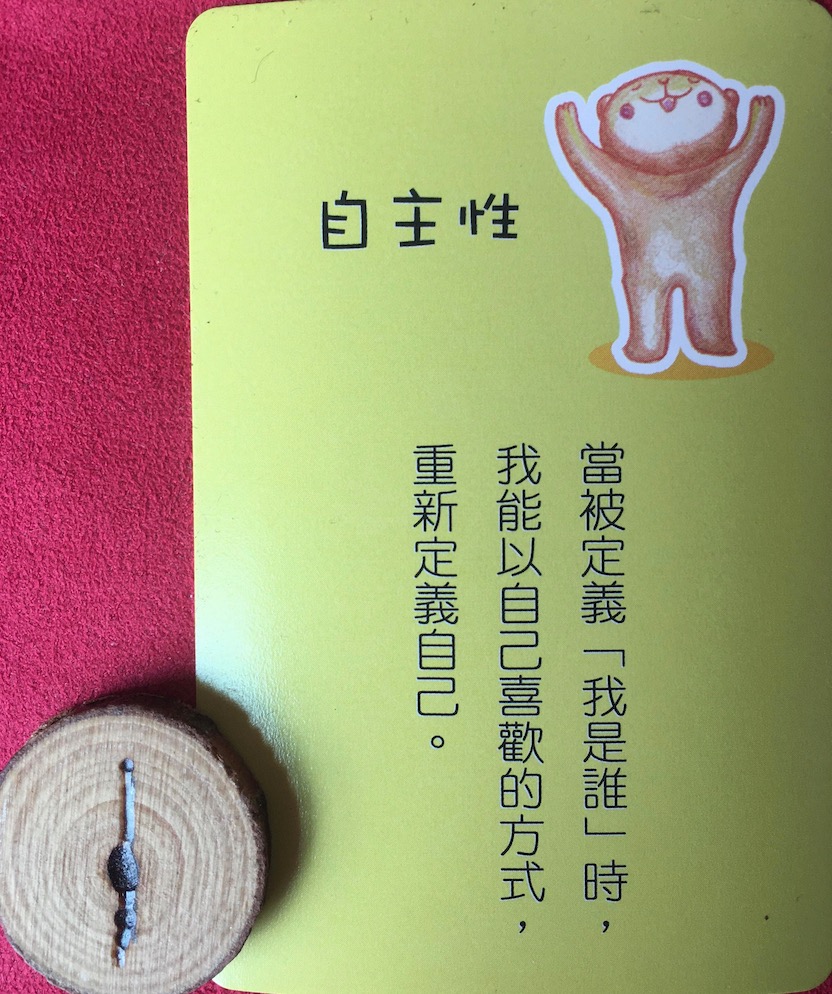 自主性
當被定義「我是誰」時，
我能以自己喜歡的方式，
重新定義自己。